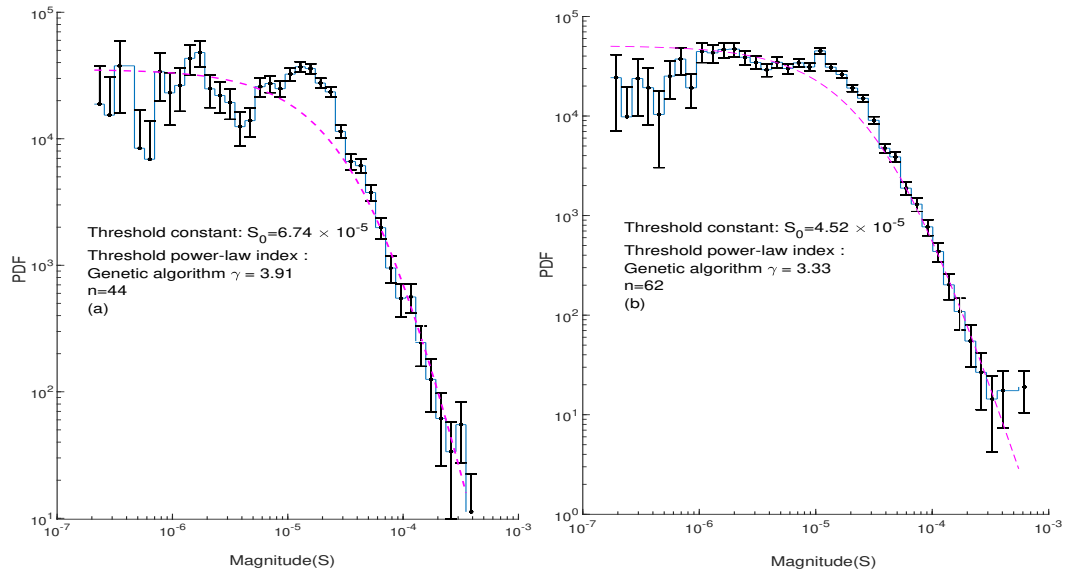 10^5
10^4
10^3
10^2
10^1
PDF
Threshold constant: S_0=6.74 × 10^-5
Threshold power-law index :
Genetic algorithm γ = 3.91
n=44
(a)
10^-7
10^-6
10^-5
10^-4
10^-3
Magnitude(S)
10^5
10^4
10^3
10^2
10^1
10^0
PDF
Threshold constant: S_0=4.52 × 10^-5
Threshold power-law index :
Genetic algorithm γ = 3.33
n=62
(b)
10^-7
10^-6
10^-5
10^-4
10^-3
Magnitude(S)